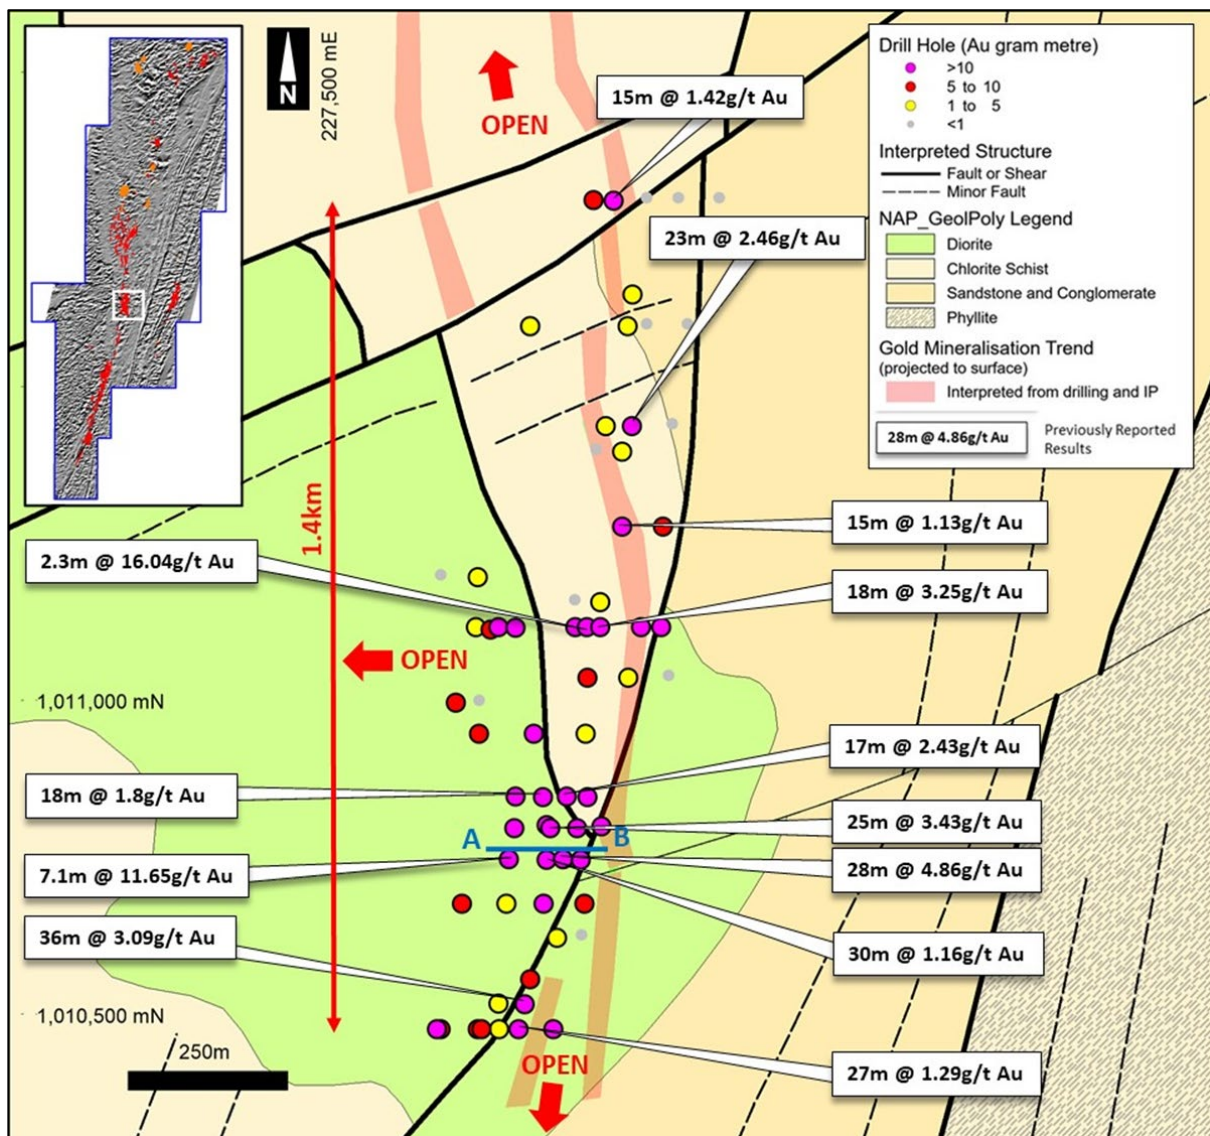 N
227,500 mE
OPEN
15m @ 1.42g/t Au
23m @ 2.46g/t Au
Drill Hole (Au gram metre)
>10
5 to 10
1 to 5
<1
Interpreted Structure
Fault or Shear
Minor Fault
NAP_GeolPoly Legend
Diorite
Chlorite Schist
Sandstone and Conglomerate
Phyllite
Gold Mineralisation Trend
(projected to surface)
Interpreted from drilling and IP
28m @ 4.86g/t Au
Previously Reported
Results
1.4km
15m @ 1.13g/t Au
2.3m @ 16.04g/t Au
18m @ 3.25g/t Au
OPEN
1,011,000 mN
17m @ 2.43g/t Au
18m @ 1.8g/t Au
25m @ 3.43g/t Au
A
B
28m @ 4.86g/t Au
7.1m @ 11.65g/t Au
36m @ 3.09g/t Au
30m @ 1.16g/t Au
1,010,500 mN
250m
OPEN
27m @ 1.29g/t Au